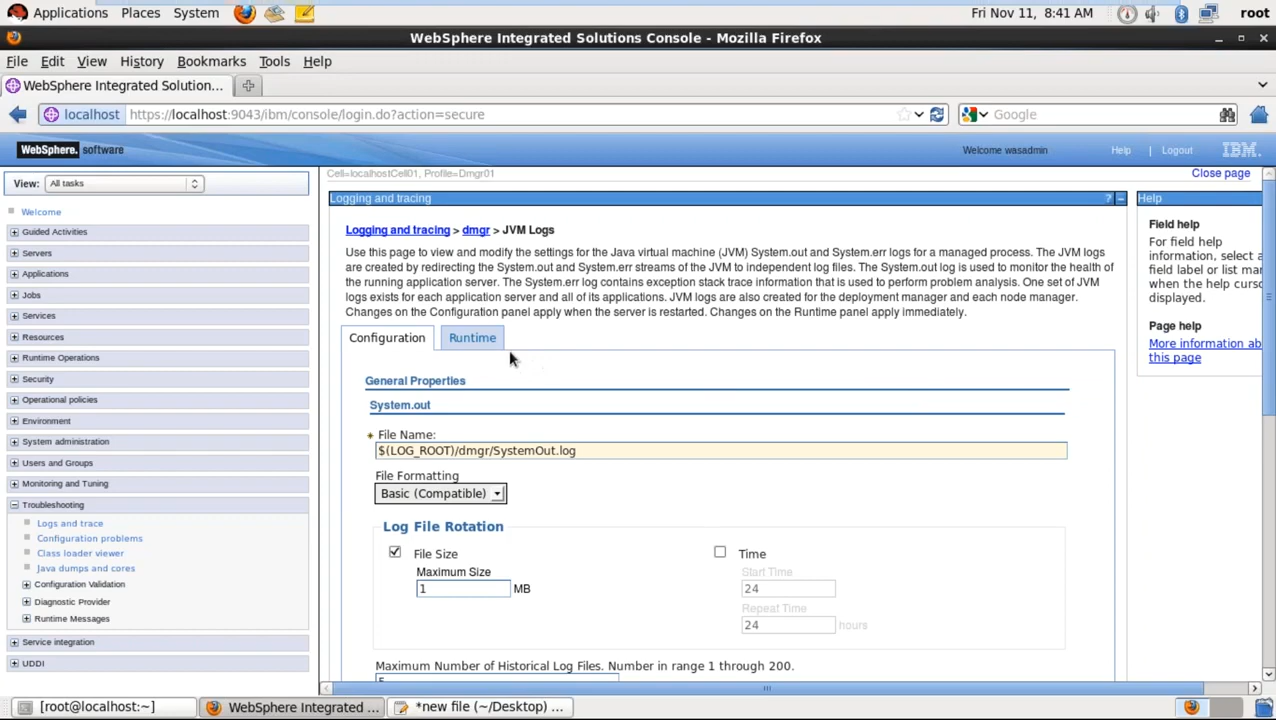 Applications Places System
Fri Nov 11, 8:41 AM
root
WebSphere Integrated Solutions Console - Mozilla Firefox
File Edit View History Bookmarks Tools Help
WebSphere Integrated Solution...
localhost https://localhost:9043/ibm/console/login.do?action=secure
Google
WebSphere. software
Welcome wasadmin
Help | Logout
IBM.
View: All tasks
Welcome
Guided Activities
Servers
Applications
Jobs
Services
Resources
Runtime Operations
Security
Operational policies
Environment
System administration
Users and Groups
Monitoring and Tuning
Troubleshooting
Logs and trace
Configuration problems
Class loader viewer
Java dumps and cores
Configuration Validation
Diagnostic Provider
Runtime Messages
Service integration
UDDI
Cell=localhostCell01, Profile=Dmgr01
Close page
Logging and tracing
? –
Logging and tracing > dmgr > JVM Logs
Use this page to view and modify the settings for the Java virtual machine (JVM) System.out and System.err logs for a managed process. The JVM logs
are created by redirecting the System.out and System.err streams of the JVM to independent log files. The System.out log is used to monitor the health of
the running application server. The System.err log contains exception stack trace information that is used to perform problem analysis. One set of JVM
logs exists for each application server and all of its applications. JVM logs are also created for the deployment manager and each node manager.
Changes on the Configuration panel apply when the server is restarted. Changes on the Runtime panel apply immediately.
Configuration
Runtime
General Properties
System.out
File Name:
$(LOG_ROOT)/dmgr/SystemOut.log
File Formatting
Basic (Compatible)
Log File Rotation
File Size
Maximum Size
1 MB
Time
Start Time
24
Repeat Time
24 hours
Maximum Number of Historical Log Files. Number in range 1 through 200.
Help
Field help
For field help
information, select a
field label or list ma
when the help curso
displayed.
Page help
More information ab
this page
[root@localhost:~]
WebSphere Integrated ...
*new file (~/Desktop) ...